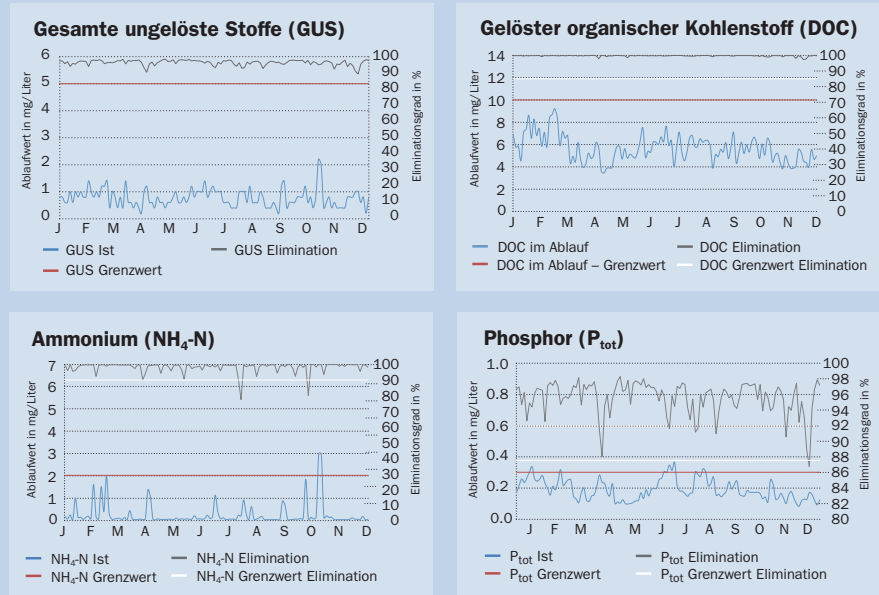 Gesamte ungelöste Stoffe (GUS)
Ablaufwert in mg/Liter
6
5
4
3
2
1
0
100
90
80
70
60
50
40
30
20
10
0
Eliminationsgrad in %
J F M A M J J A S O N D
GUS Ist
GUS Elimination
GUS Grenzwert
Gelöster organischer Kohlenstoff (DOC)
Ablaufwert in mg/Liter
14
12
10
8
6
4
2
0
100
90
80
70
60
50
40
30
20
10
0
Eliminationsgrad in %
J F M A M J J A S O N D
DOC im Ablauf
DOC Elimination
DOC im Ablauf – Grenzwert
DOC Grenzwert Elimination
Ammonium (NH₄-N)
Ablaufwert in mg/Liter
7
6
5
4
3
2
1
0
100
90
80
70
60
50
40
30
20
10
0
Eliminationsgrad in %
J F M A M J J A S O N D
NH₄-N Ist
NH₄-N Elimination
NH₄-N Grenzwert
NH₄-N Grenzwert Elimination
Phosphor (Ptot)
Ablaufwert in mg/Liter
1.0
0.8
0.6
0.4
0.2
0.0
100
98
96
94
92
90
88
86
84
82
80
Eliminationsgrad in %
J F M A M J J A S O N D
Ptot Ist
Ptot Elimination
Ptot Grenzwert
Ptot Grenzwert Elimination